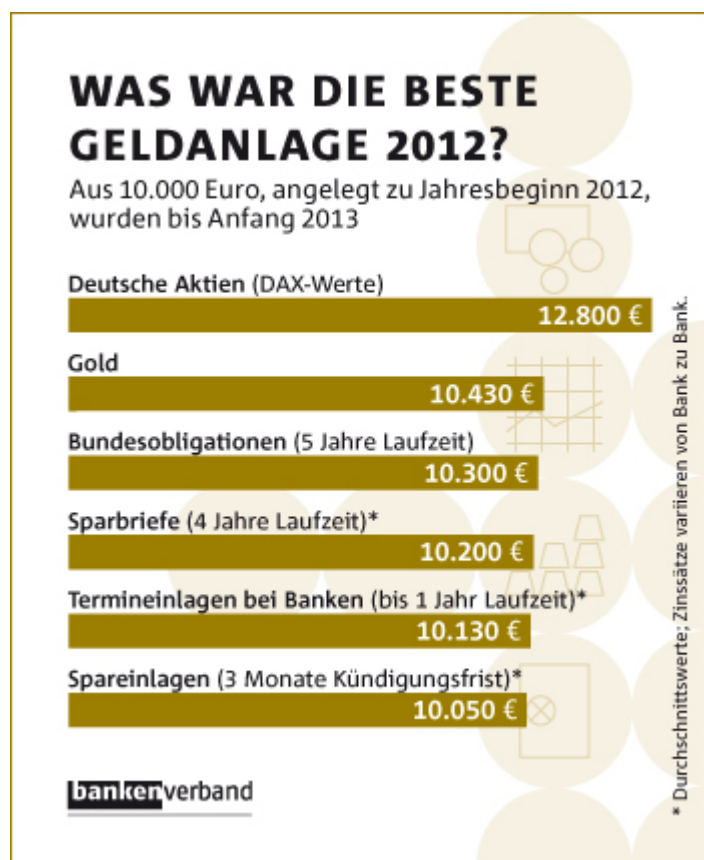 WAS WAR DIE BESTE
GELDANLAGE 2012?
Aus 10.000 Euro, angelegt zu Jahresbeginn 2012,
wurden bis Anfang 2013
Deutsche Aktien (DAX-Werte)
12.800 €
Gold
10.430 €
Bundesobligationen (5 Jahre Laufzeit)
10.300 €
Sparbriefe (4 Jahre Laufzeit)*
10.200 €
Termineinlagen bei Banken (bis 1 Jahr Laufzeit)*
10.130 €
Spareinlagen (3 Monate Kündigungsfrist)*
10.050 €
* Durchschnittswerte; Zinssätze variieren von Bank zu Bank.
bankenverband